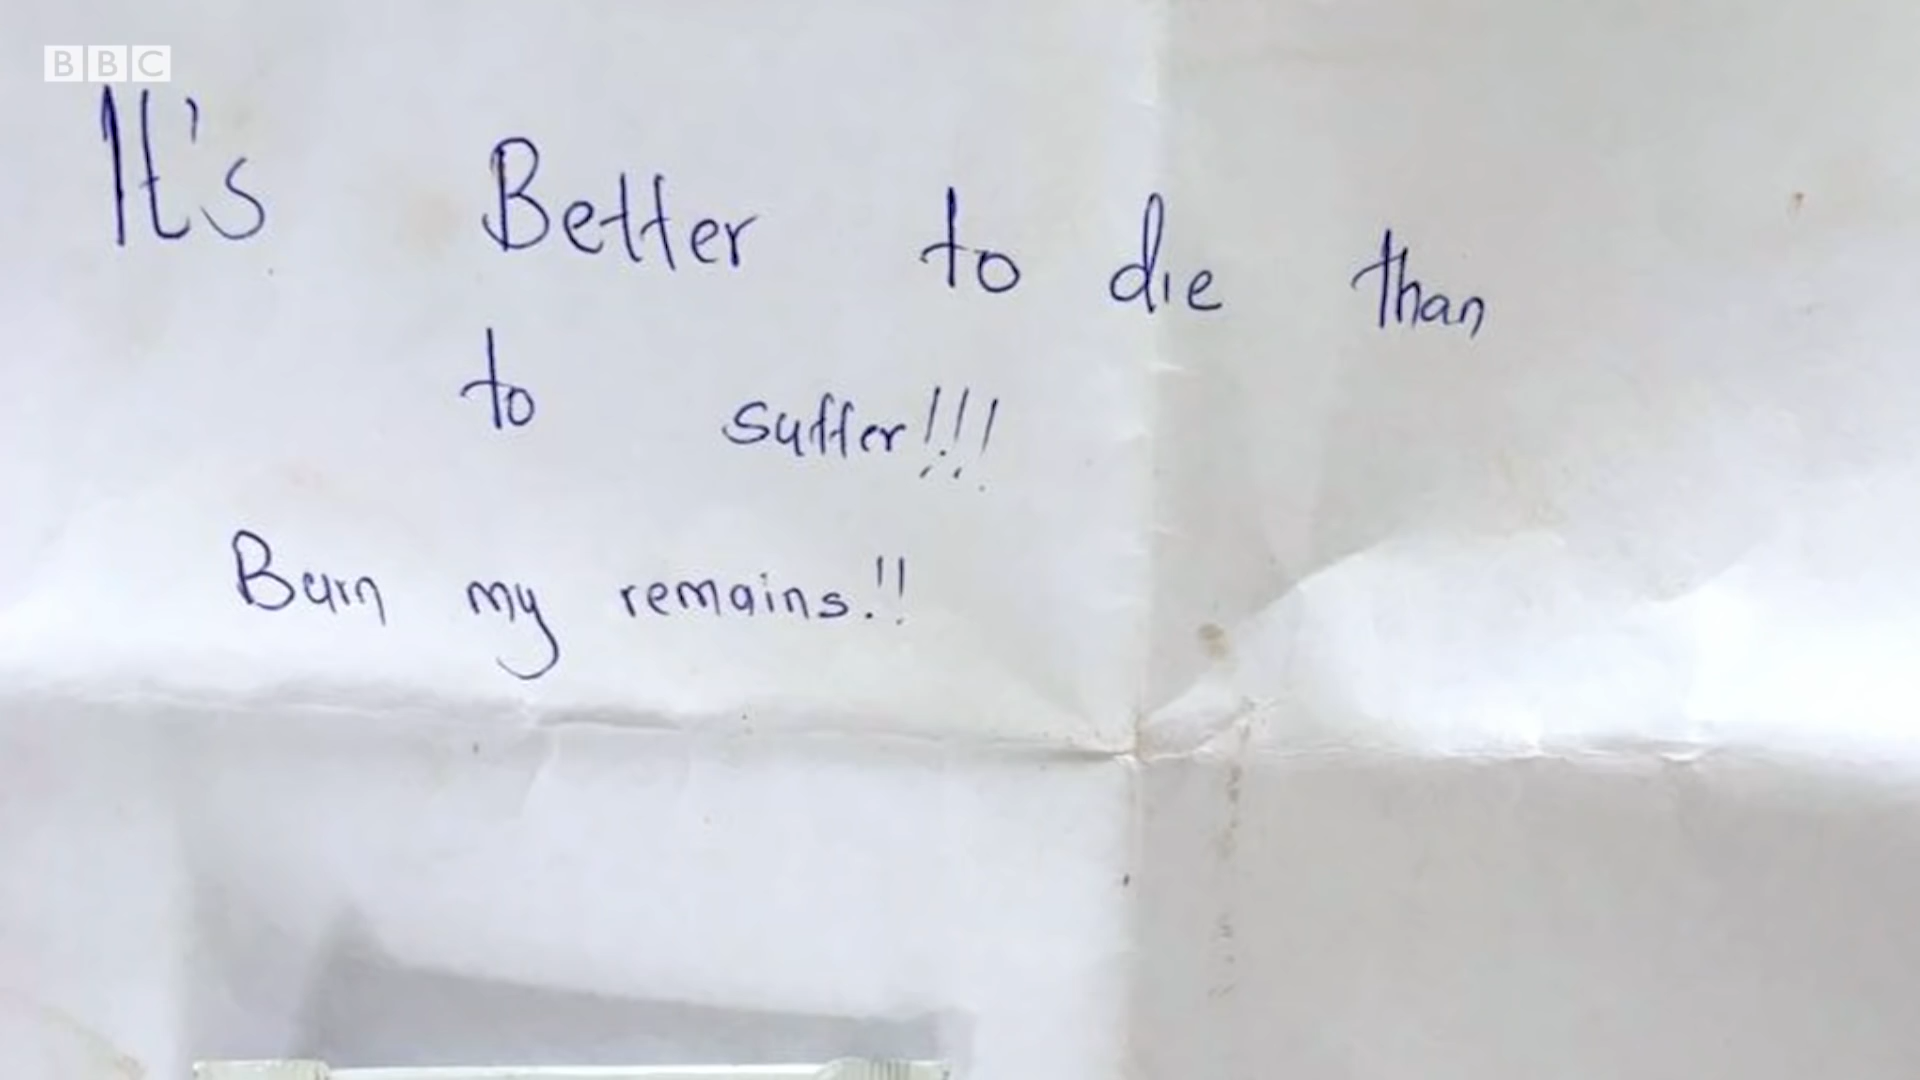 BBC
It's Better to die than
to suffer!!!
Burn my remains.!!